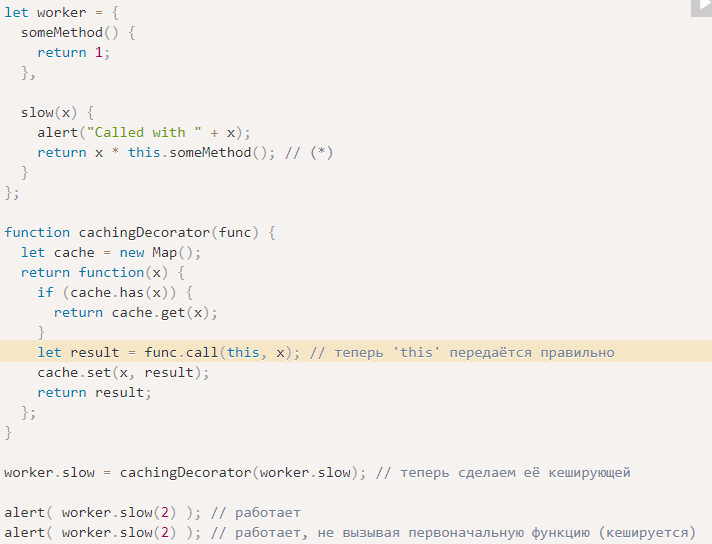 let worker = {
  someMethod() {
    return 1;
  },

  slow(x) {
    alert("Called with " + x);
    return x * this.someMethod(); // (*)
  }
};

function cachingDecorator(func) {
  let cache = new Map();
  return function(x) {
    if (cache.has(x)) {
      return cache.get(x);
    }
    let result = func.call(this, x); // теперь 'this' передаётся правильно
    cache.set(x, result);
    return result;
  };
}

worker.slow = cachingDecorator(worker.slow); // теперь сделаем её кеширующей

alert( worker.slow(2) ); // работает
alert( worker.slow(2) ); // работает, не вызывая первоначальную функцию (кешируется)